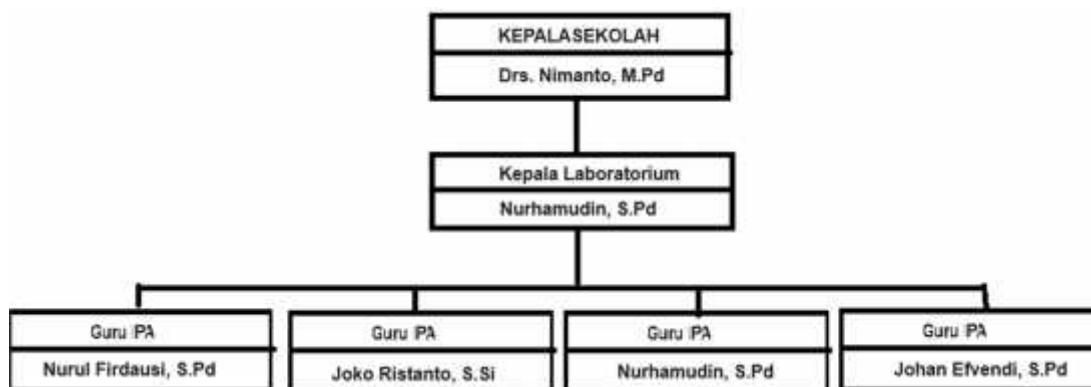 KEPALASEKOLAH
Drs. Nimanto, M.Pd
Kepala Laboratorium
Nurhamudin, S.Pd
Guru IPA
Nurul Firdausi, S.Pd
Guru IPA
Joko Ristanto, S.Si
Guru IPA
Nurhamudin, S.Pd
Guru IPA
Johan Efvendi, S.Pd